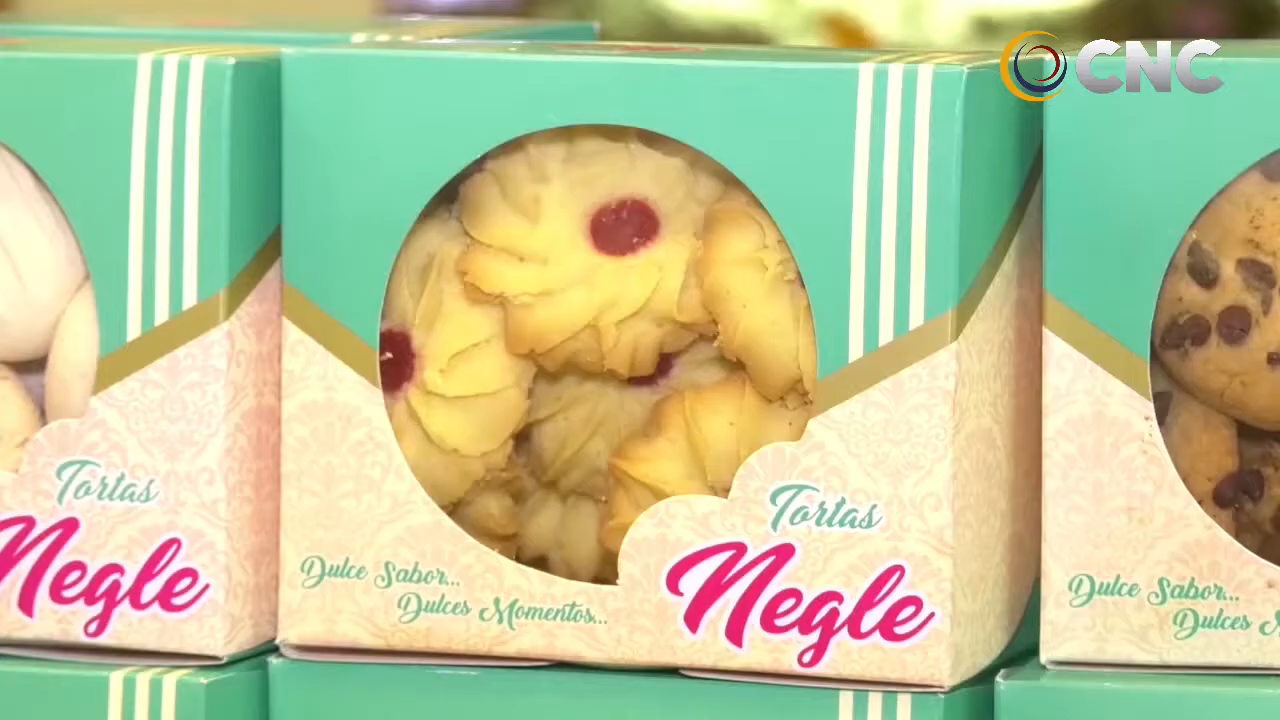 CNC
Tortas
Negle
Tortas
Negle
Dulce Sabor...
Dulces Momentos...
Dulce Sabor...
Dulces